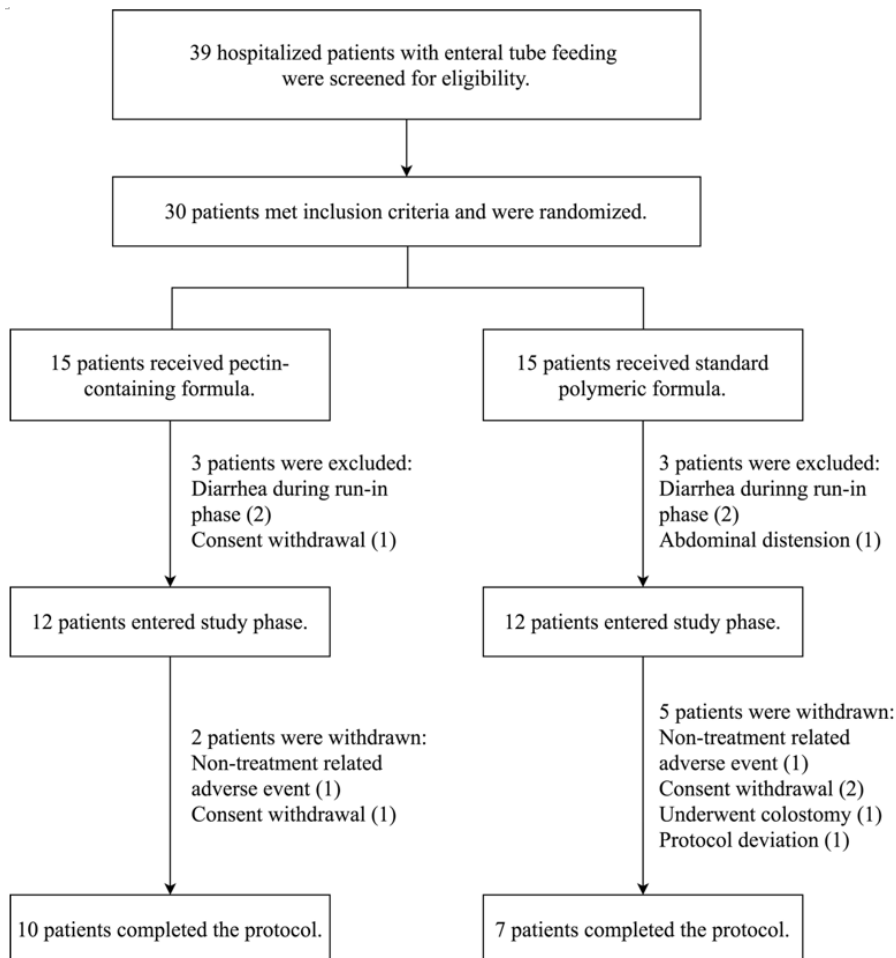 39 hospitalized patients with enteral tube feeding
were screened for eligibility.
30 patients met inclusion criteria and were randomized.
15 patients received pectin-
containing formula.
15 patients received standard
polymeric formula.
3 patients were excluded:
Diarrhea during run-in
phase (2)
Consent withdrawal (1)
3 patients were excluded:
Diarrhea durinng run-in
phase (2)
Abdominal distension (1)
12 patients entered study phase.
12 patients entered study phase.
2 patients were withdrawn:
Non-treatment related
adverse event (1)
Consent withdrawal (1)
5 patients were withdrawn:
Non-treatment related
adverse event (1)
Consent withdrawal (2)
Underwent colostomy (1)
Protocol deviation (1)
10 patients completed the protocol.
7 patients completed the protocol.